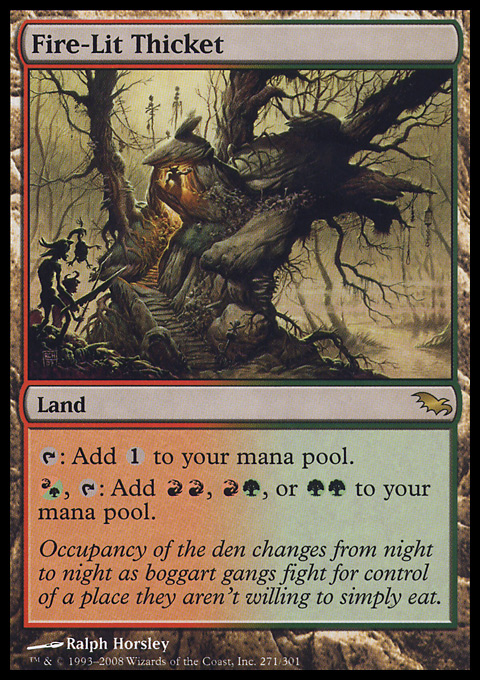 Fire-Lit Thicket
Land
: Add 1 to your mana pool.
, : Add , , or to your
mana pool.
Occupancy of the den changes from night
to night as boggart gangs fight for control
of a place they aren't willing to simply eat.
Ralph Horsley
™ & © 1993–2008 Wizards of the Coast, Inc. 271/301